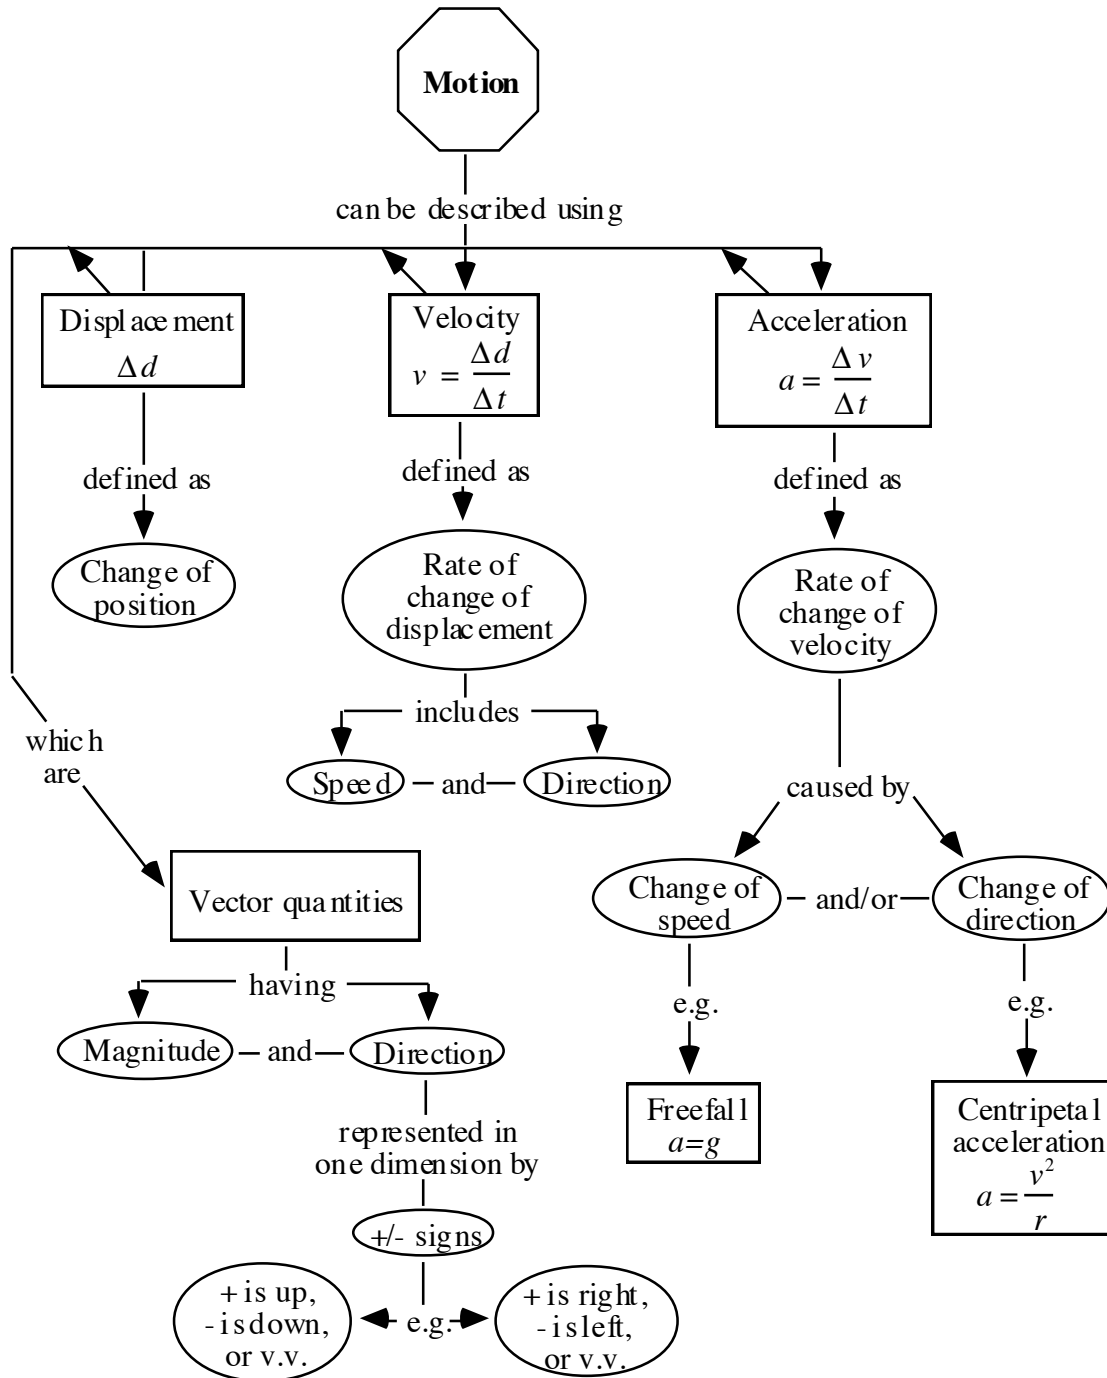 Motion
can be described using
Displacement
Δd
Velocity
v = Δd/Δt
Acceleration
a = Δv/Δt
defined as
defined as
defined as
Change of
position
Rate of
change of
displacement
Rate of
change of
velocity
includes
Speed
and
Direction
which
are
caused by
Vector quantities
Change of
speed
and/or
Change of
direction
having
Magnitude
and
Direction
e.g.
e.g.
Freefall
a=g
Centripetal
acceleration
a = v²/r
represented in
one dimension by
+/- signs
+ is up,
- is down,
or v.v.
e.g.
+ is right,
- is left,
or v.v.